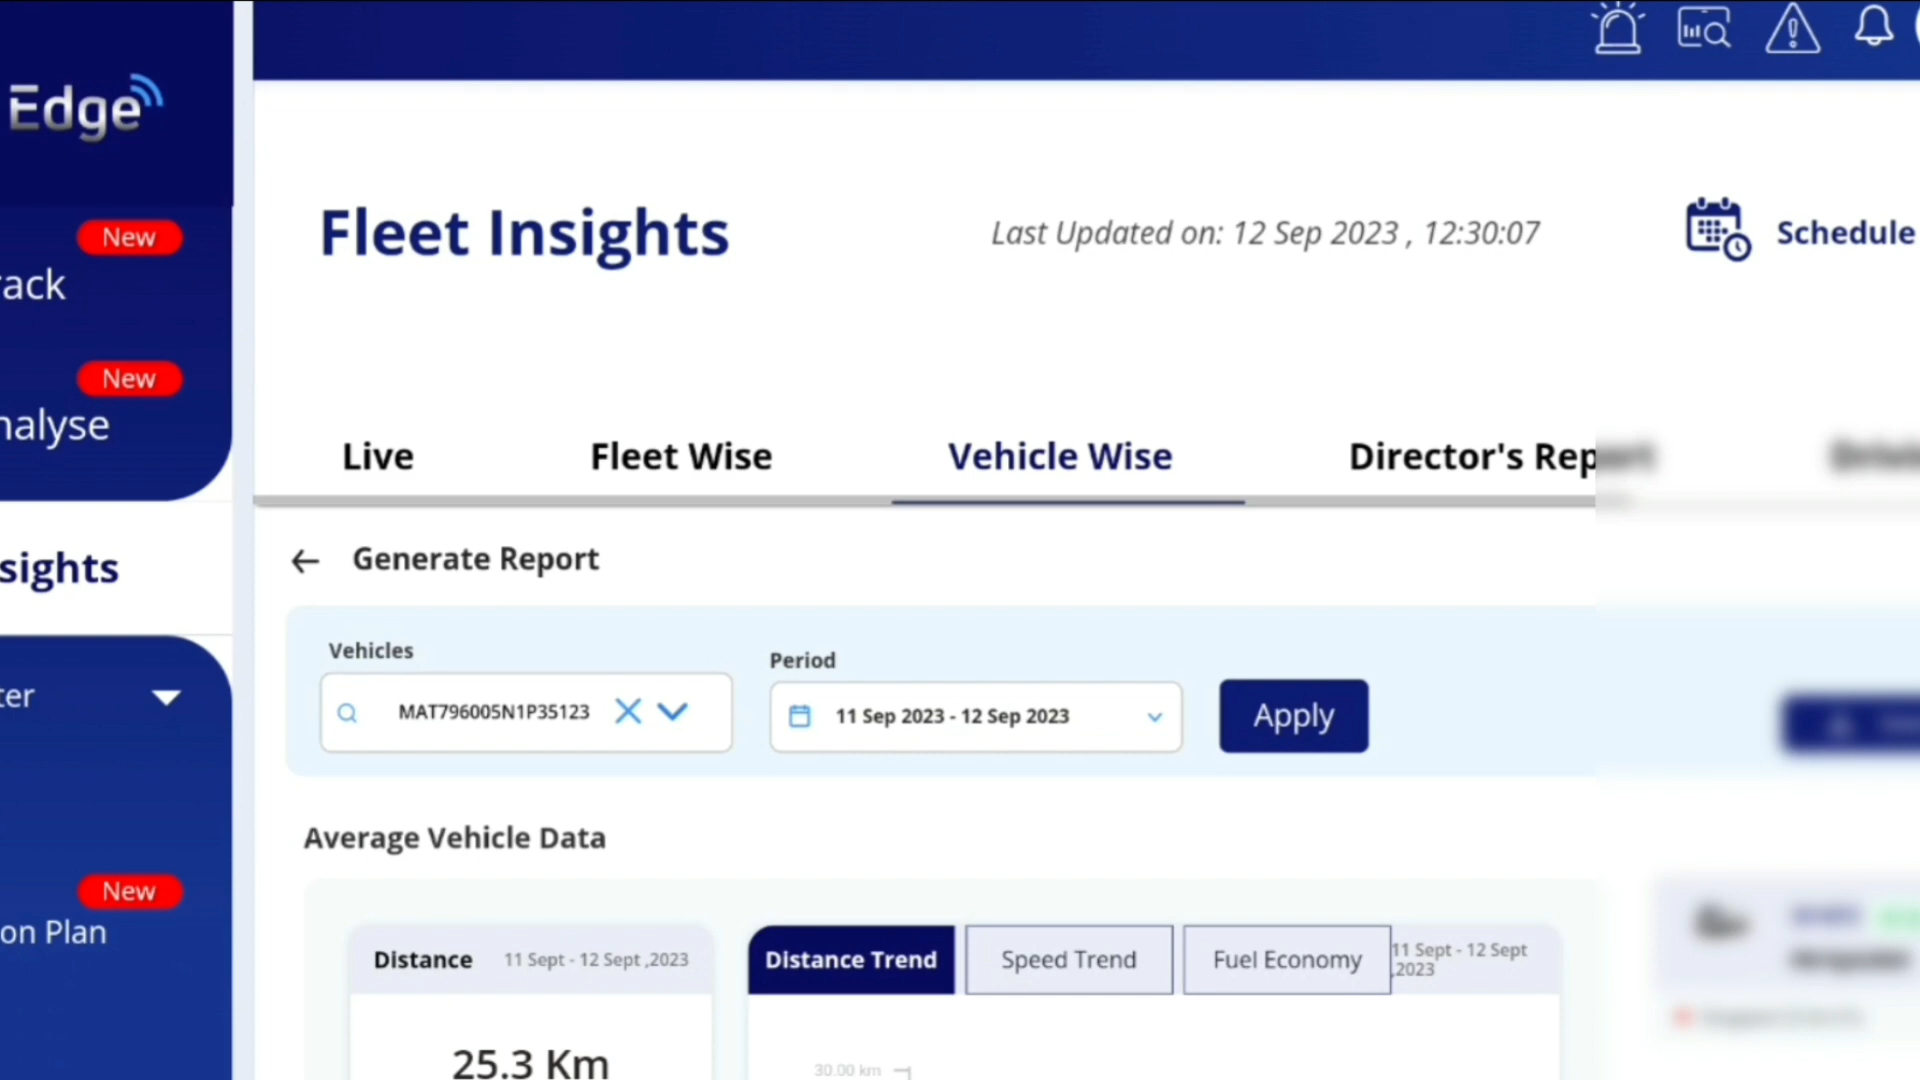 Edge
New
rack
New
nalyse
sights
ter
New
on Plan
Fleet Insights
Last Updated on: 12 Sep 2023 , 12:30:07
Schedule
Live
Fleet Wise
Vehicle Wise
Director's Report
Generate Report
Vehicles
MAT796005N1P35123
Period
11 Sep 2023 - 12 Sep 2023
Apply
Average Vehicle Data
Distance
11 Sept - 12 Sept ,2023
25.3 Km
Distance Trend
Speed Trend
Fuel Economy
11 Sept - 12 Sept
,2023
30.00 km